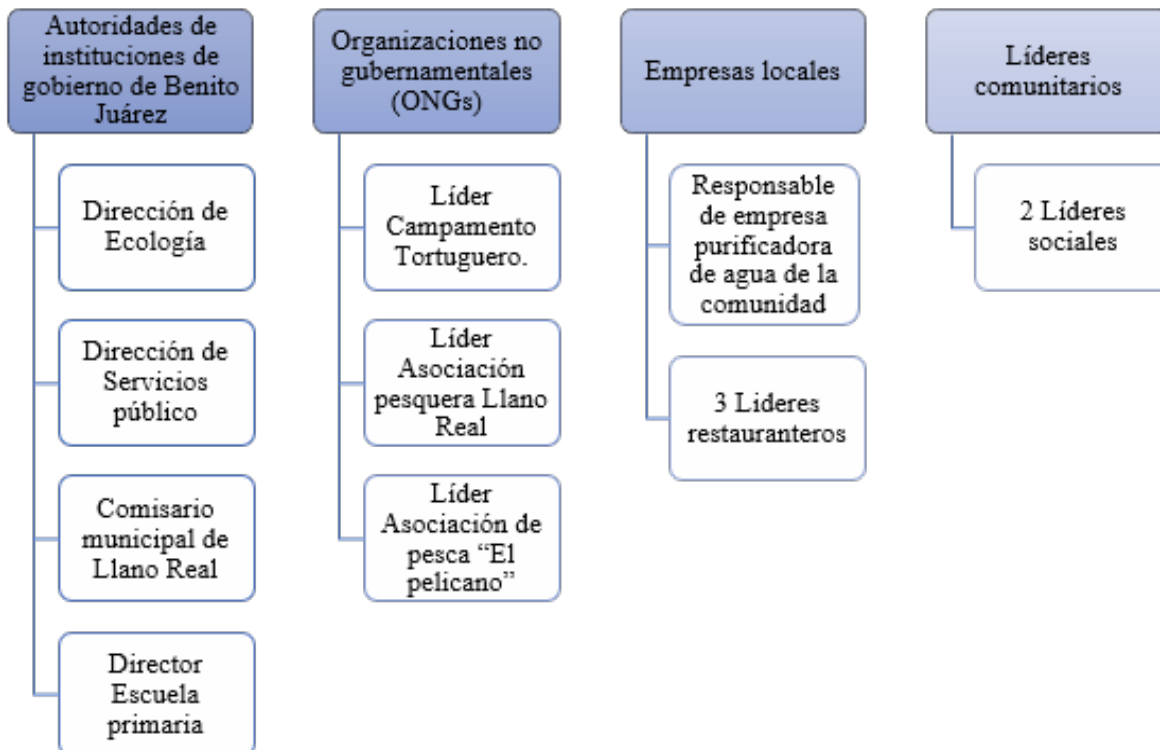 Autoridades de
instituciones de
gobierno de Benito
Juárez
Dirección de
Ecología
Dirección de
Servicios
público
Comisario
municipal de
Llano Real
Director
Escuela
primaria
Organizaciones no
gubernamentales
(ONGs)
Líder
Campamento
Tortuguero.
Líder
Asociación
pesquera Llano
Real
Líder
Asociación de
pesca “El
pelicano”
Empresas locales
Responsable
de empresa
purificadora
de agua de la
comunidad
3 Lideres
restauranteros
Líderes
comunitarios
2 Líderes
sociales